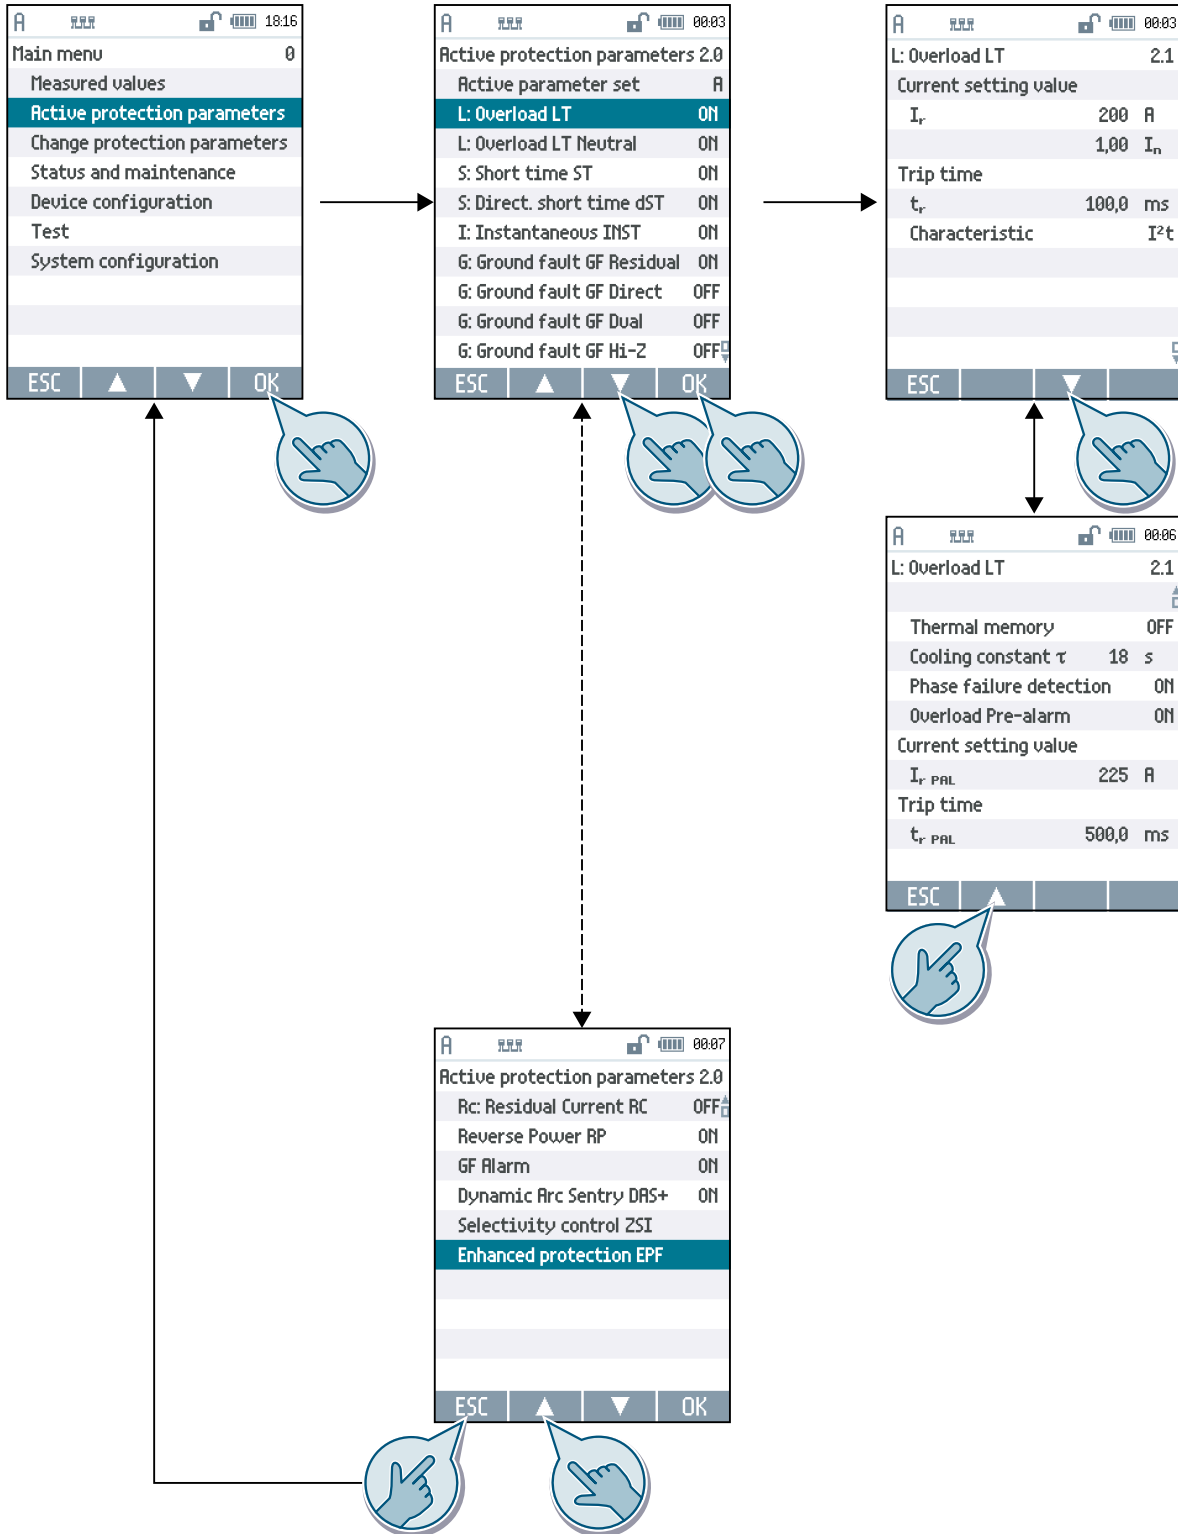 A 18:16
Main menu 0
Measured values
Active protection parameters
Change protection parameters
Status and maintenance
Device configuration
Test
System configuration
ESC OK
A 00:03
Active protection parameters 2.0
Active parameter set A
L: Overload LT ON
L: Overload LT Neutral ON
S: Short time ST ON
S: Direct. short time dST ON
I: Instantaneous INST ON
G: Ground fault GF Residual ON
G: Ground fault GF Direct OFF
G: Ground fault GF Dual OFF
G: Ground fault GF Hi-Z OFF
ESC OK
A 00:03
L: Overload LT 2.1
Current setting value
Ir 200 A
1,00 In
Trip time
tr 100,0 ms
Characteristic I²t
ESC
A 00:06
L: Overload LT 2.1
Thermal memory OFF
Cooling constant τ 18 s
Phase failure detection ON
Overload Pre-alarm ON
Current setting value
Ir PAL 225 A
Trip time
tr PAL 500,0 ms
ESC
A 00:07
Active protection parameters 2.0
Rc: Residual Current RC OFF
Reverse Power RP ON
GF Alarm ON
Dynamic Arc Sentry DAS+ ON
Selectivity control ZSI
Enhanced protection EPF
ESC OK